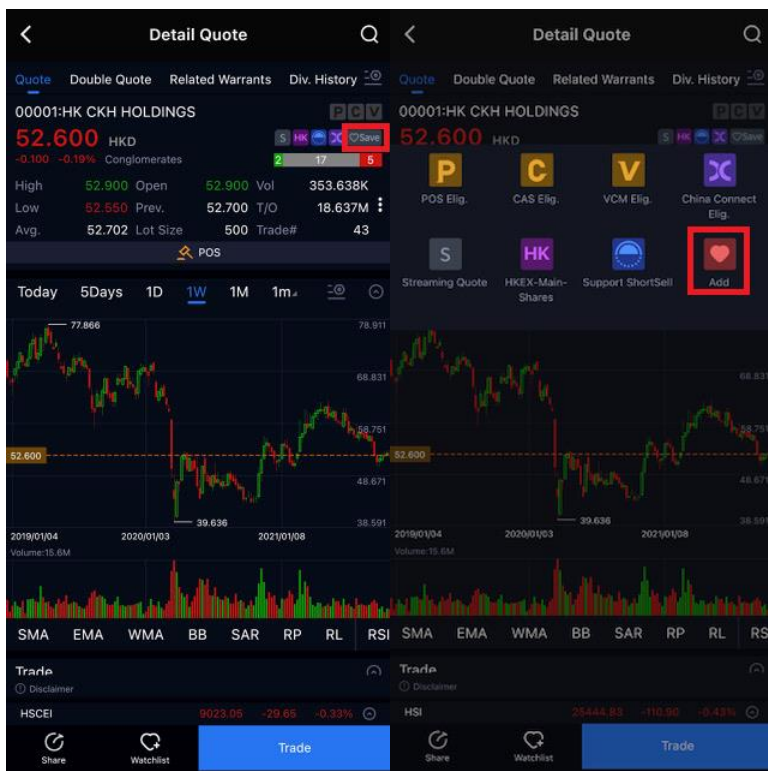 Detail Quote
Quote Double Quote Related Warrants Div. History
00001:HK CKH HOLDINGS P C V
52.600 HKD S HK Save
-0.100 -0.19% Conglomerates 2 17 5
High 52.900 Open 52.900 Vol 353.638K
Low 52.550 Prev. 52.700 T/O 18.637M
Avg. 52.702 Lot Size 500 Trade# 43
POS
Today 5Days 1D 1W 1M 1m
77.866 78.911
68.831
58.751
52.600
48.671
39.636 38.591
2019/01/04 2020/01/03 2021/01/08
Volume:15.6M
SMA EMA WMA BB SAR RP RL RSI
Trade
Disclaimer
HSCEI 9023.05 -29.65 -0.33%
Share Watchlist Trade
Detail Quote
Quote Double Quote Related Warrants Div. History
00001:HK CKH HOLDINGS P C V
52.600 HKD S HK Save
P C V
POS Elig. CAS Elig. VCM Elig. China Connect
Elig.
S HK
Streaming Quote HKEX-Main- Support ShortSell Add
Shares
68.831
58.751
52.600
48.671
39.636 38.591
2019/01/04 2020/01/03 2021/01/08
Volume:15.6M
SMA EMA WMA BB SAR RP RL RS
Trade
Disclaimer
HSI 25444.83 -110.90 -0.43%
Share Watchlist Trade